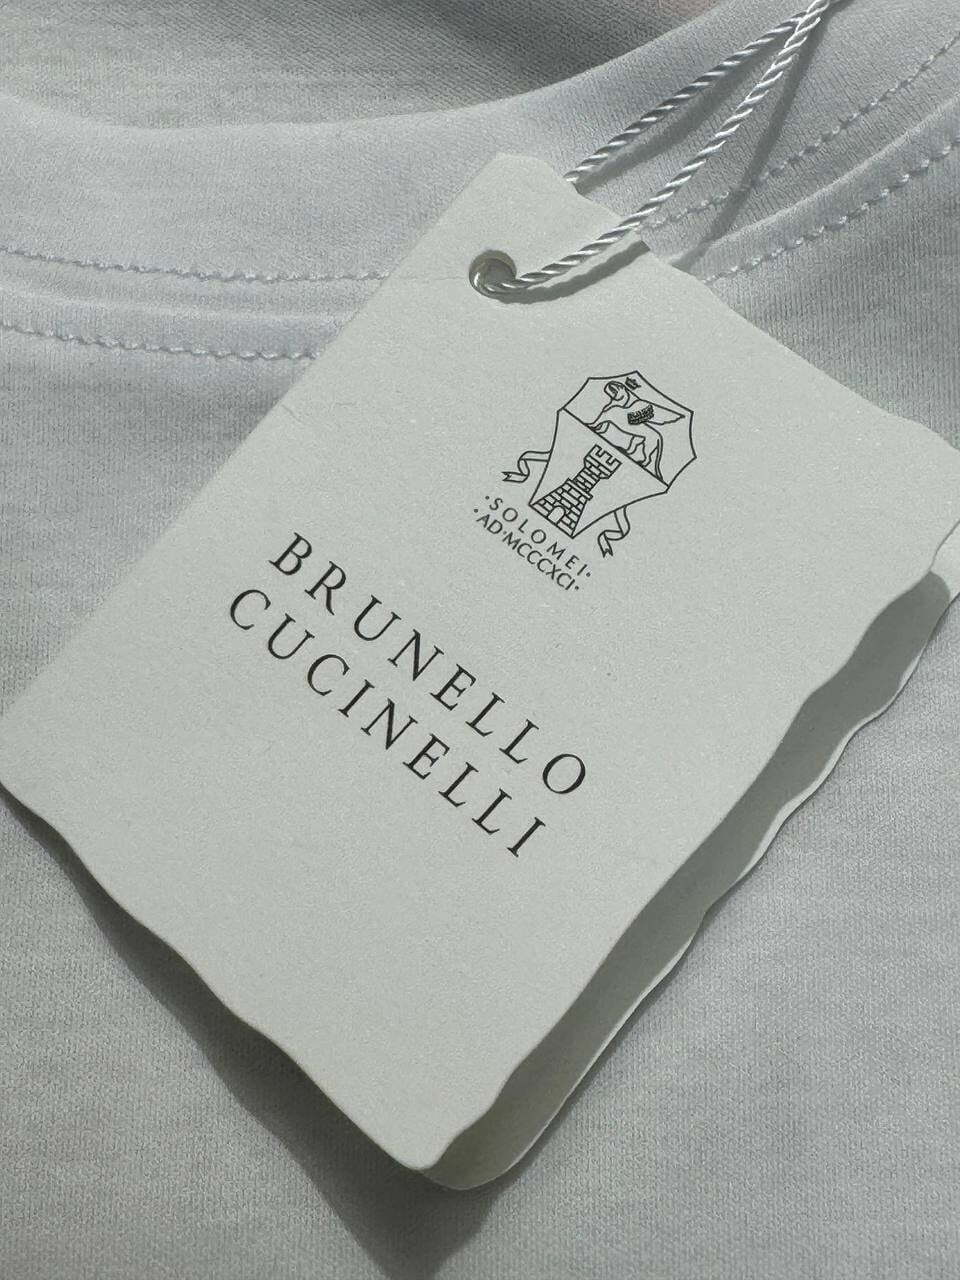 ·SOLOMEI·
·AD·MCCCXCI·
BRUNELLO
CUCINELLI